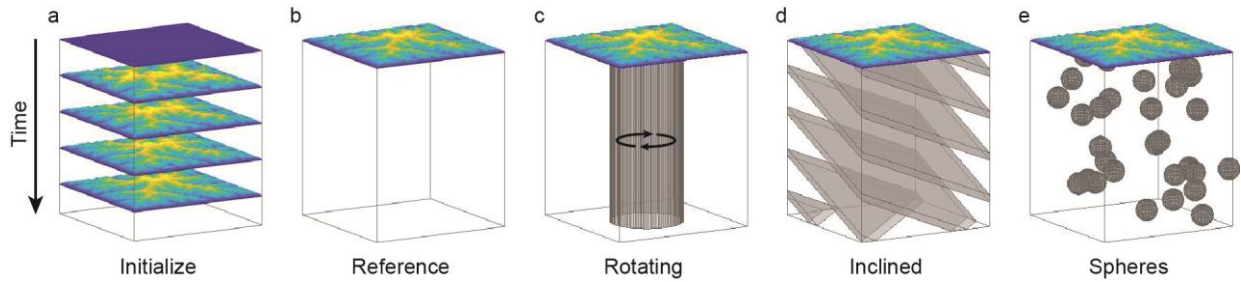 a
b
c
d
e
Time
Initialize
Reference
Rotating
Inclined
Spheres